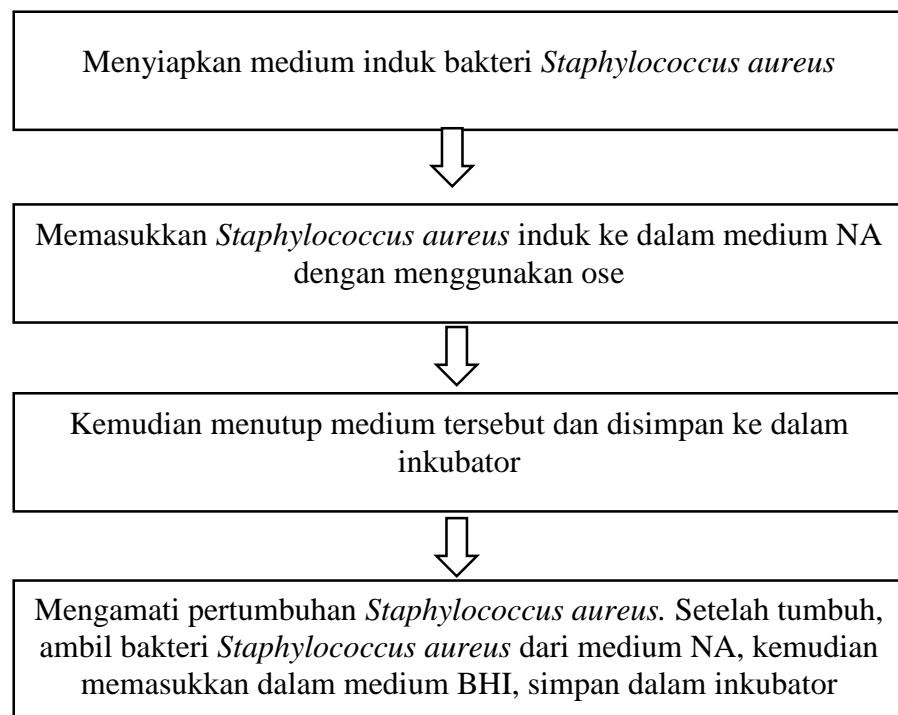 Menyiapkan medium induk bakteri Staphylococcus aureus
Memasukkan Staphylococcus aureus induk ke dalam medium NA
dengan menggunakan ose
Kemudian menutup medium tersebut dan disimpan ke dalam
inkubator
Mengamati pertumbuhan Staphylococcus aureus. Setelah tumbuh,
ambil bakteri Staphylococcus aureus dari medium NA, kemudian
memasukkan dalam medium BHI, simpan dalam inkubator